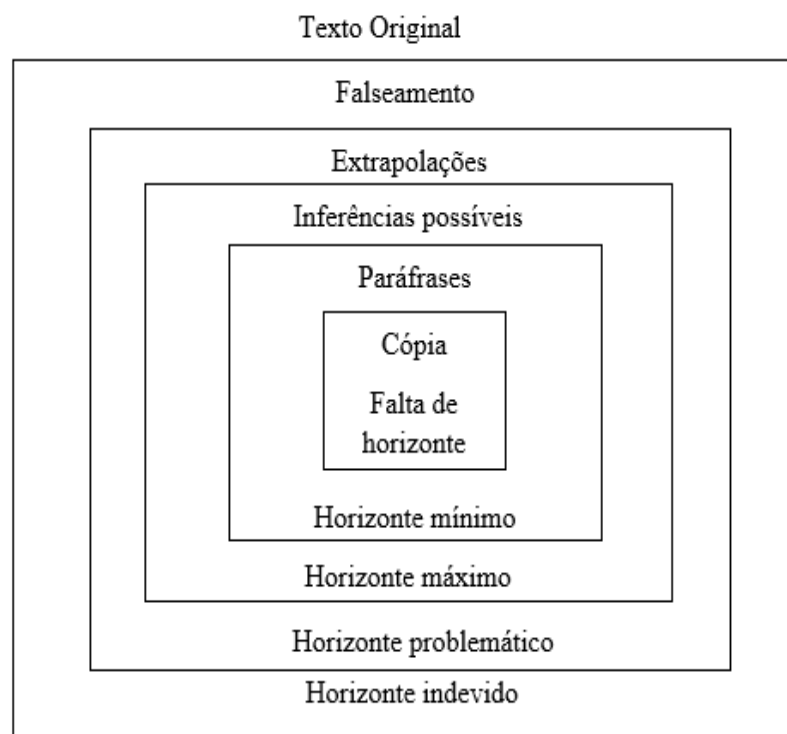 Texto Original
Falseamento
Extrapolações
Inferências possíveis
Paráfrases
Cópia
Falta de
horizonte
Horizonte mínimo
Horizonte máximo
Horizonte problemático
Horizonte indevido